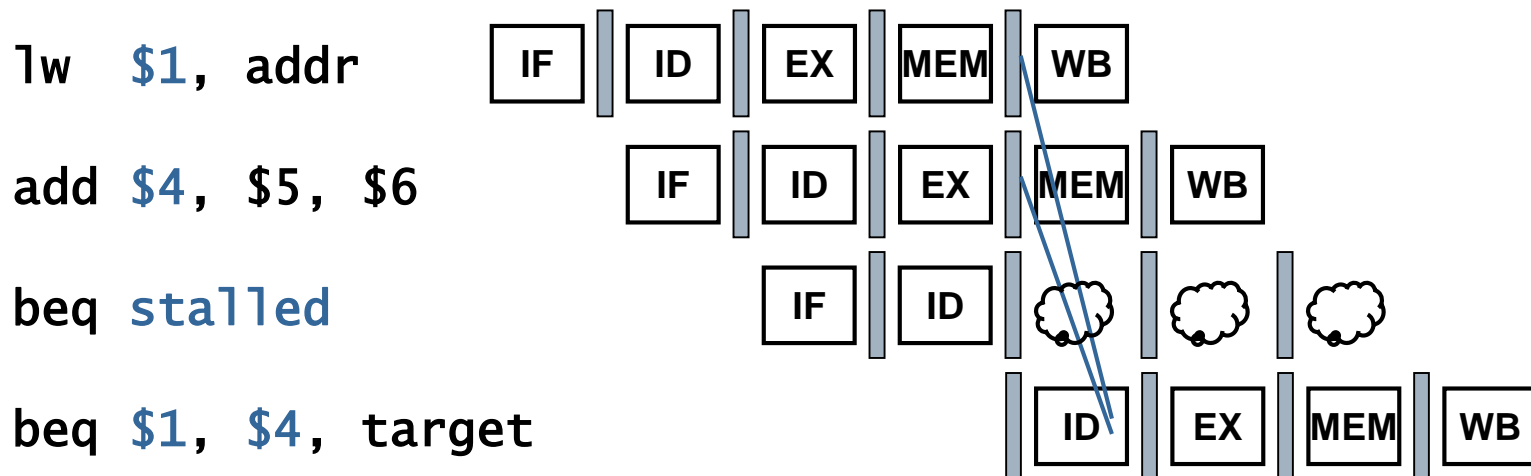 lw $1, addr IF ID EX MEM WB
add $4, $5, $6 IF ID EX MEM WB
beq stalled IF ID
beq $1, $4, target ID EX MEM WB